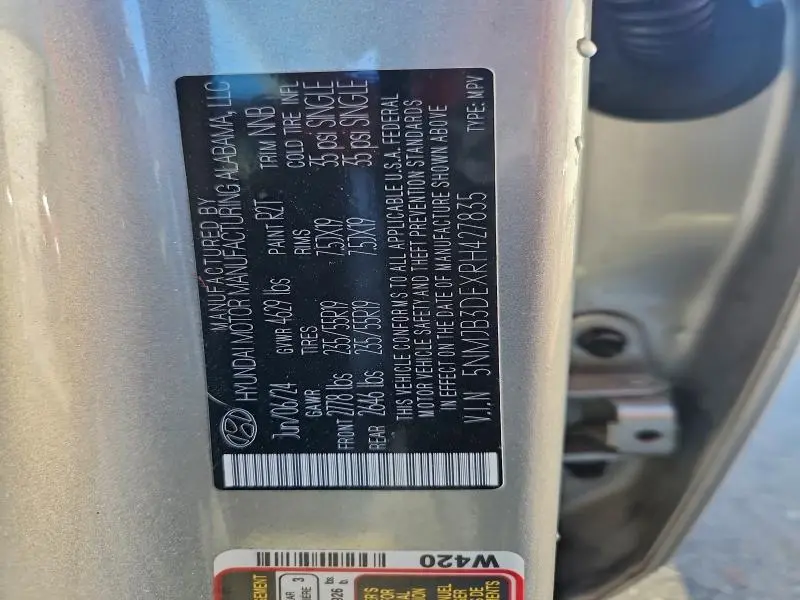 MANUFACTURED BY
HYUNDAI MOTOR MANUFACTURING ALABAMA, LLC
Jun/06/24 GVWR 4629 lbs PAINT R2T TRIM NNB
GAWR TIRES RIMS COLD TIRE INFL
FRONT 2778 lbs 235/55R19 7.5JX19 35 psi SINGLE
REAR 2646 lbs 235/55R19 7.5JX19 35 psi SINGLE
THIS VEHICLE CONFORMS TO ALL APPLICABLE U.S.A. FEDERAL
MOTOR VEHICLE SAFETY AND THEFT PREVENTION STANDARDS
IN EFFECT ON THE DATE OF MANUFACTURE SHOWN ABOVE
V.I.N 5NMJB3DEXRH427835 TYPE: MPV
W420
3